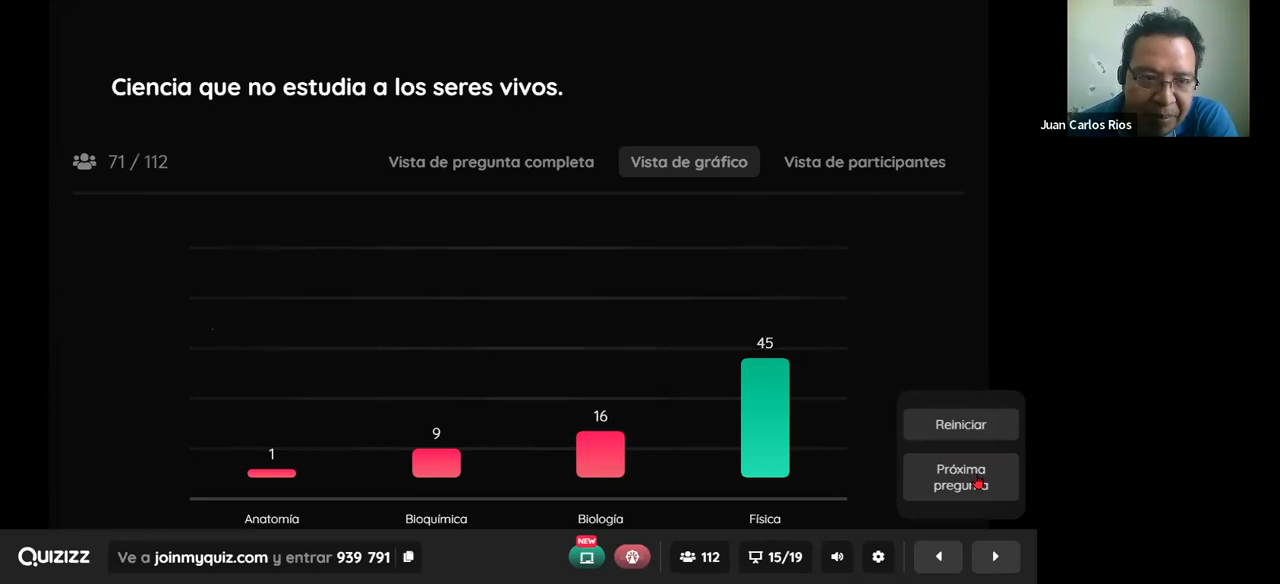 Ciencia que no estudia a los seres vivos.
Juan Carlos Rios
71 / 112
Vista de pregunta completa
Vista de gráfico
Vista de participantes
45
16
9
1
Reiniciar
Próxima
pregunta
Anatomía
Bioquímica
Biología
Física
QUIZIZZ
Ve a joinmyquiz.com y entrar 939 791
NEW
112
15/19